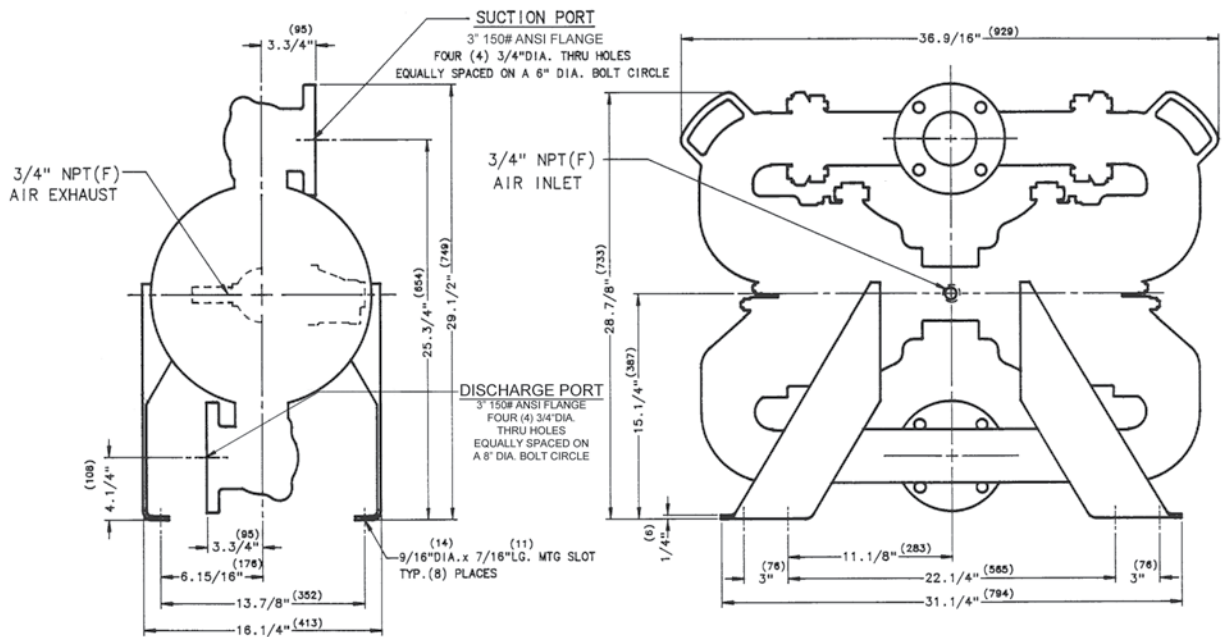 SUCTION PORT
3" 150# ANSI FLANGE
FOUR (4) 3/4"DIA. THRU HOLES
EQUALLY SPACED ON A 6" DIA. BOLT CIRCLE
(95)
3.3/4"
3/4" NPT(F)
AIR EXHAUST
(654)
25.3/4"
(749)
29.1/2"
DISCHARGE PORT
3" 150# ANSI FLANGE
FOUR (4) 3/4"DIA.
THRU HOLES
EQUALLY SPACED ON
A 8" DIA. BOLT CIRCLE
(108)
4.1/4"
(95)
3.3/4"
(14) (11)
9/16"DIA.x 7/16"LG. MTG SLOT
TYP.(8) PLACES
(176)
6.15/16"
(352)
13.7/8"
(413)
16.1/4"
(929)
36.9/16"
3/4" NPT(F)
AIR INLET
(733)
28.7/8"
(387)
15.1/4"
(6)
1/4"
(283)
11.1/8"
(76)
3"
(565)
22.1/4"
(76)
3"
(794)
31.1/4"